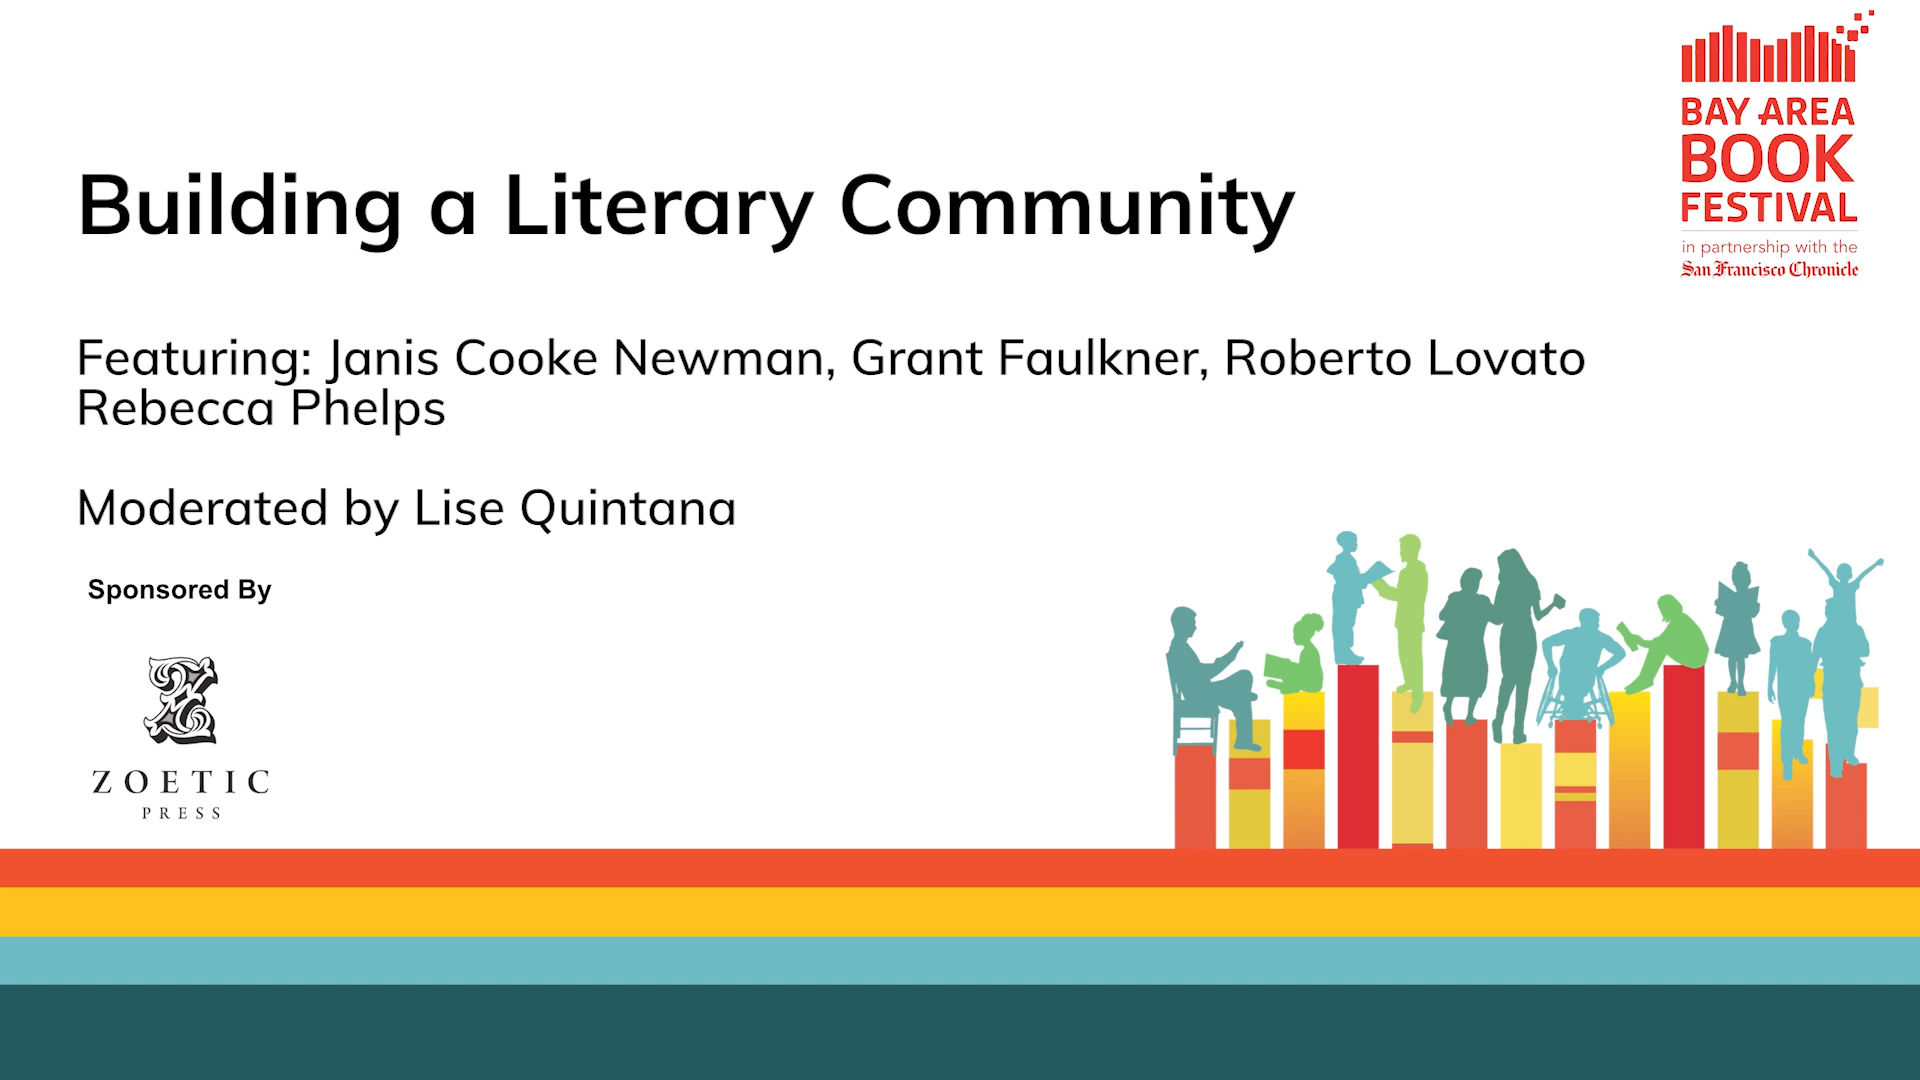 Building a Literary Community
Featuring: Janis Cooke Newman, Grant Faulkner, Roberto Lovato
Rebecca Phelps
Moderated by Lise Quintana
Sponsored By
Z
ZOETIC
PRESS
BAY AREA
BOOK
FESTIVAL
in partnership with the
San Francisco Chronicle